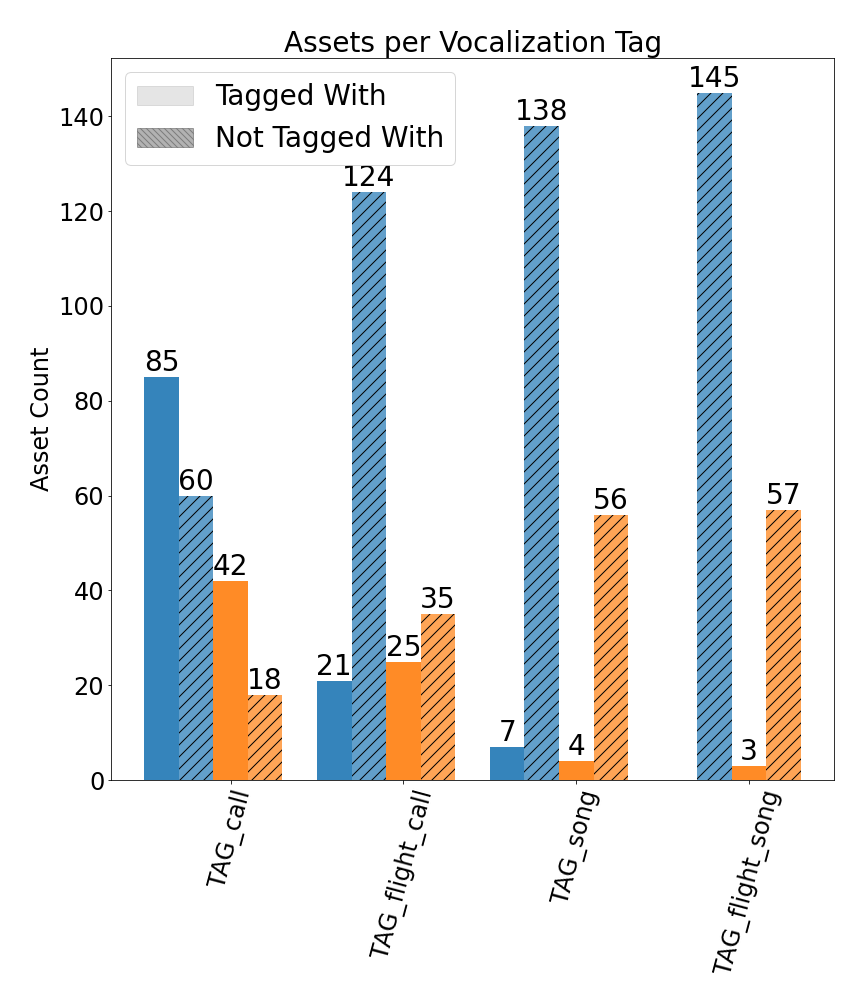 Assets per Vocalization Tag
Tagged With
Not Tagged With
Asset Count
140
120
100
80
60
40
20
0
85
60
42
18
21
124
25
35
7
138
4
56
145
3
57
TAG_call
TAG_flight_call
TAG_song
TAG_flight_song